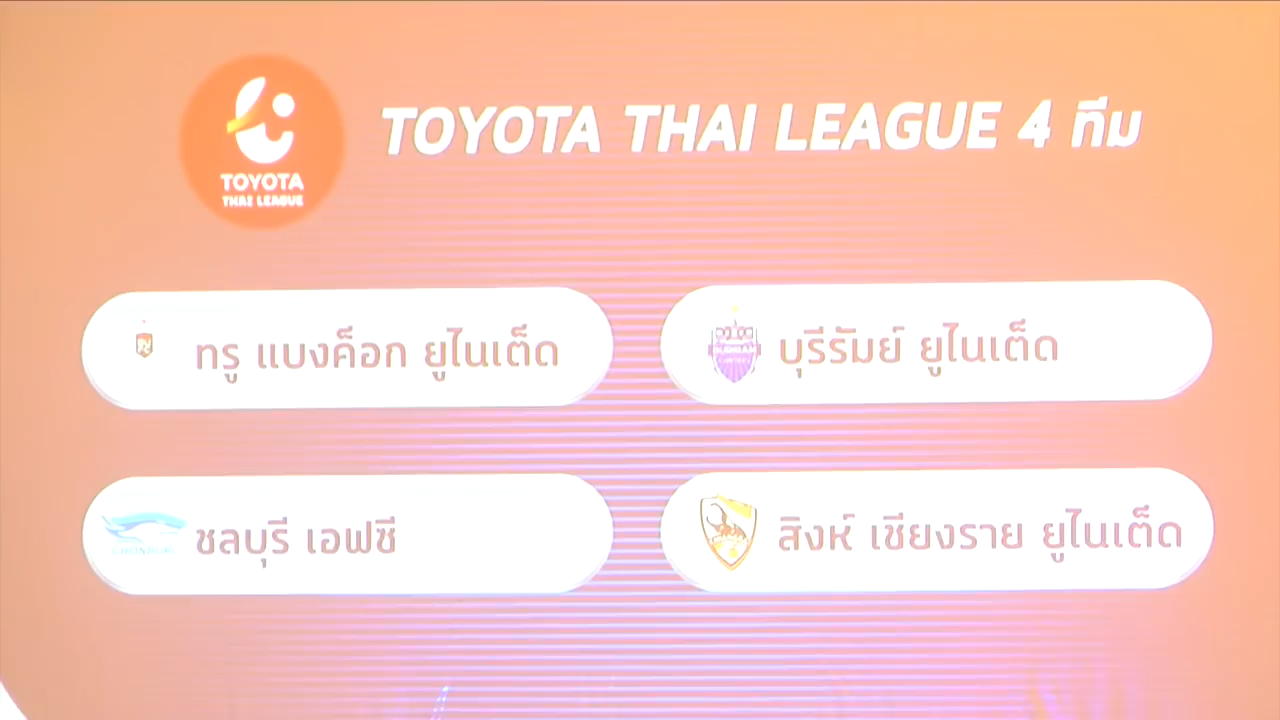 TOYOTA
THAI LEAGUE
TOYOTA THAI LEAGUE 4 ทีม
ทรู แบงค็อก ยูไนเต็ด
บุรีรัมย์ ยูไนเต็ด
ชลบุรี เอฟซี
สิงห์ เชียงราย ยูไนเต็ด